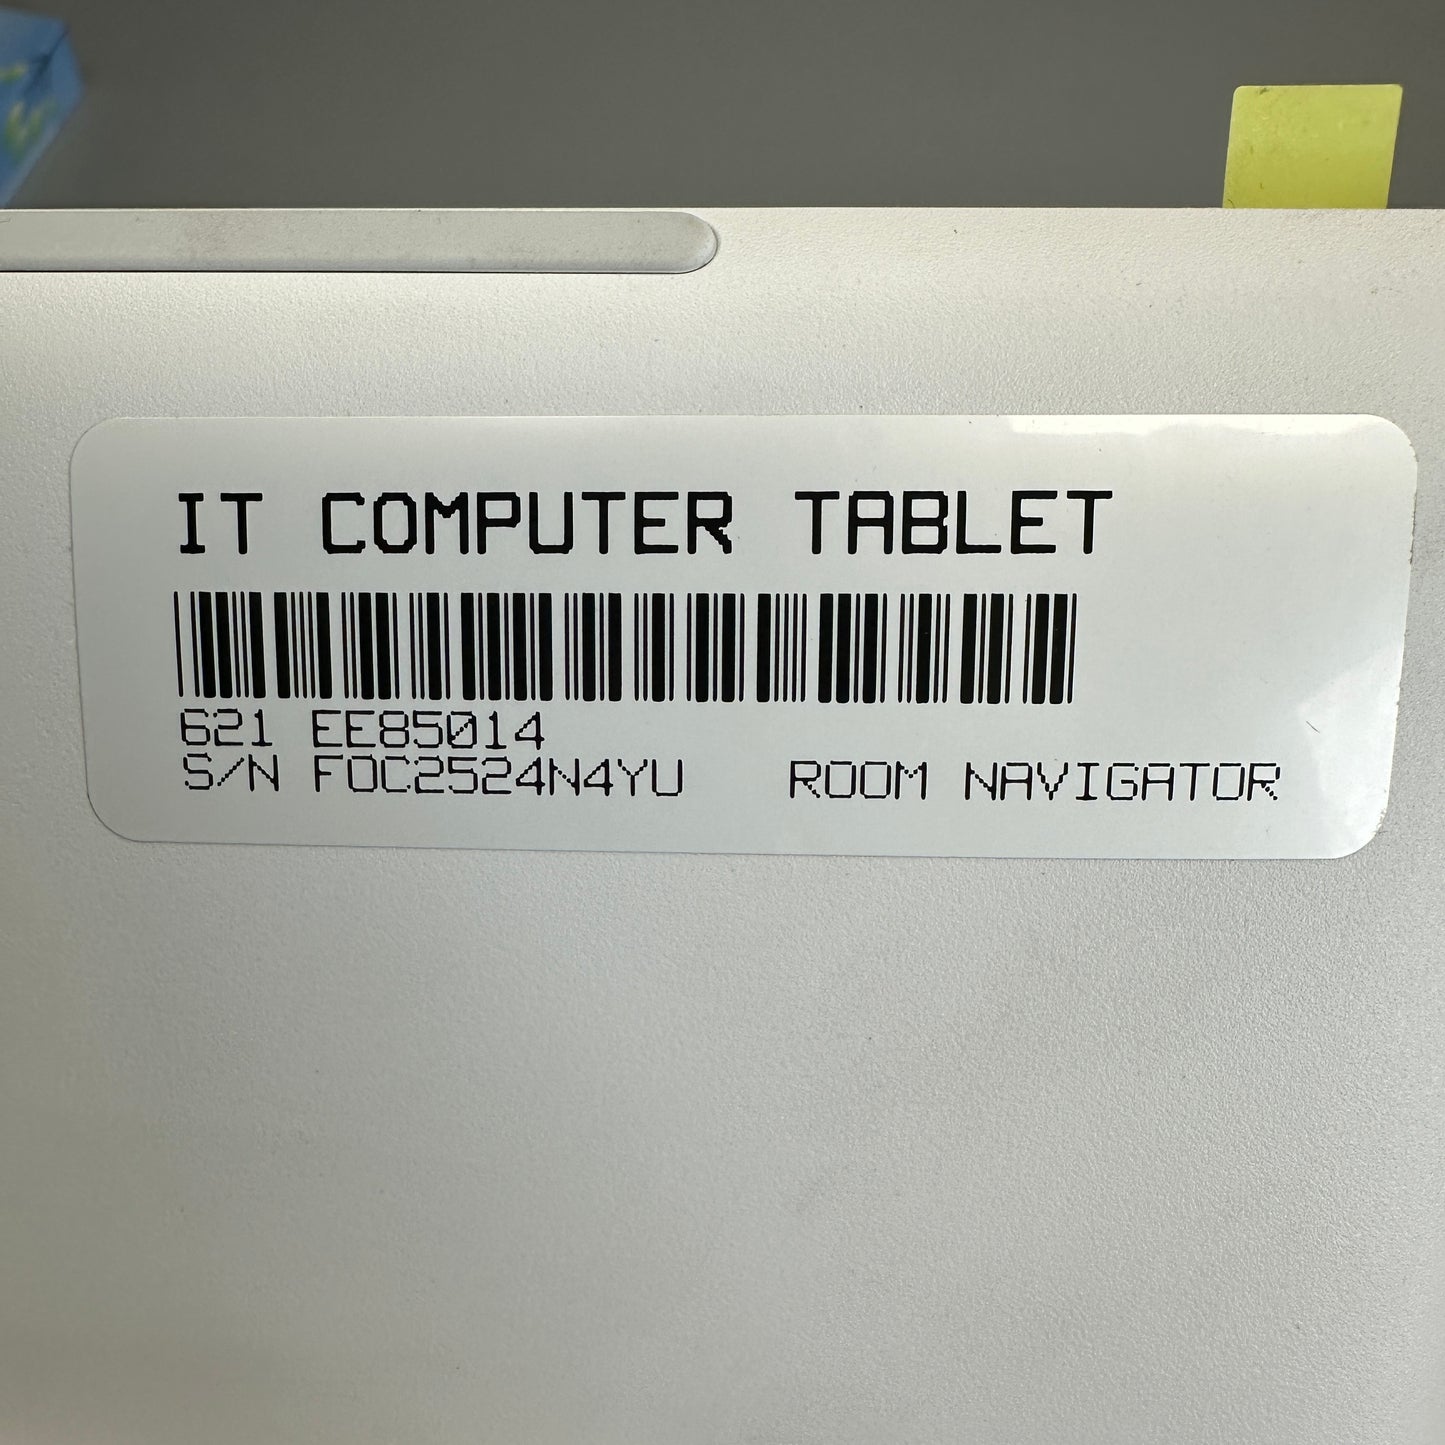 IT COMPUTER TABLET
621 EE85014
S/N FOC2524N4YU ROOM NAVIGATOR